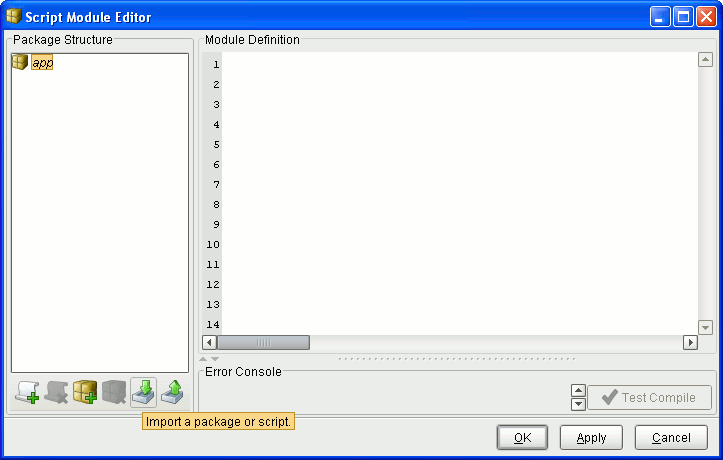 Script Module Editor
Package Structure
Module Definition
app
1
2
3
4
5
6
7
8
9
10
11
12
13
14
Error Console
Test Compile
Import a package or script.
OK
Apply
Cancel